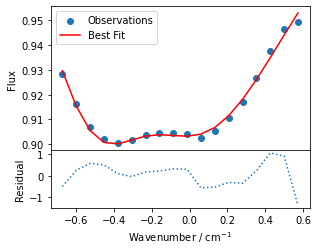 0.95
0.94
0.93
0.92
0.91
0.90
Flux
Observations
Best Fit
1
0
−1
Residual
−0.6 −0.4 −0.2 0.0 0.2 0.4 0.6
Wavenumber / cm⁻¹